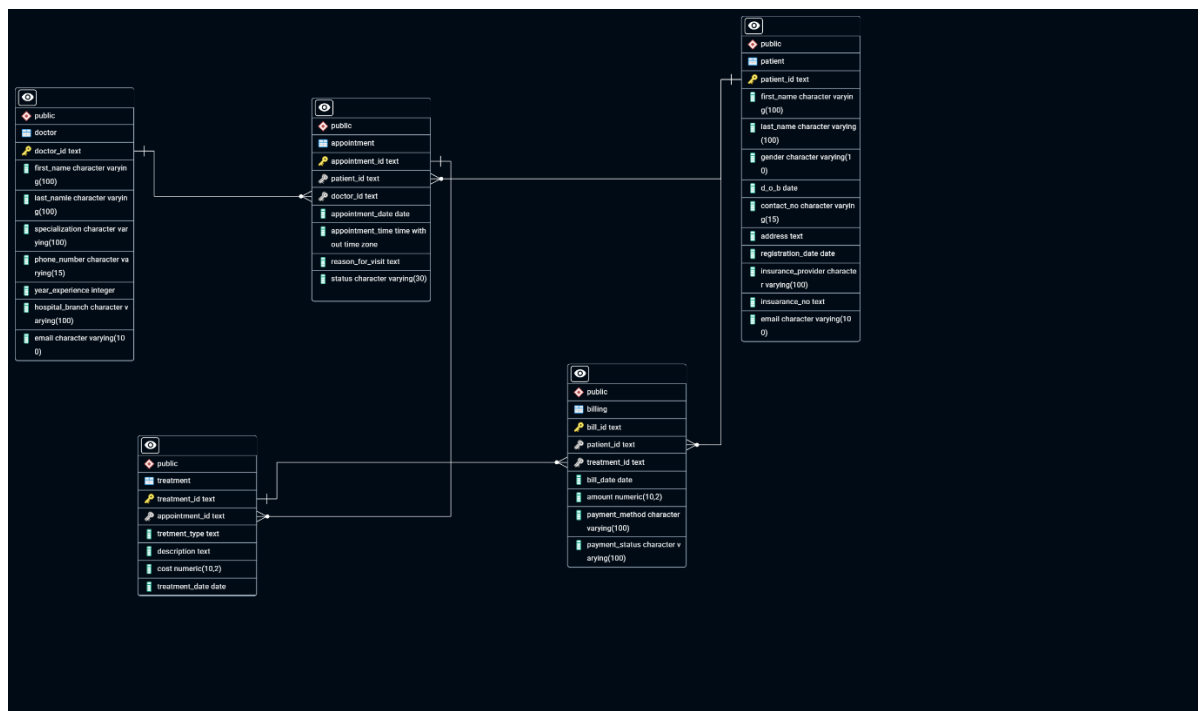 public
doctor
doctor_id text
first_name character varyin
g(100)
last_namle character varyin
g(100)
specialization character var
ying(100)
phone_number character va
rying(15)
year_experience integer
hospital_branch character v
arying(100)
email character varying(10
0)
public
appointment
appointment_id text
patient_id text
doctor_id text
appointment_date date
appointment_time time with
out time zone
reason_for_visit text
status character varying(30)
public
patient
patient_id text
first_name character varyin
g(100)
last_name character varying
(100)
gender character varying(1
0)
d_o_b date
contact_no character varyin
g(15)
address text
registration_date date
insurance_provider characte
r varying(100)
insuarance_no text
email character varying(10
0)
public
treatment
treatment_id text
appointment_id text
tretment_type text
description text
cost numeric(10,2)
treatment_date date
public
billing
bill_id text
patient_id text
treatment_id text
bill_date date
amount numeric(10,2)
payment_method character
varying(100)
payment_status character v
arying(100)